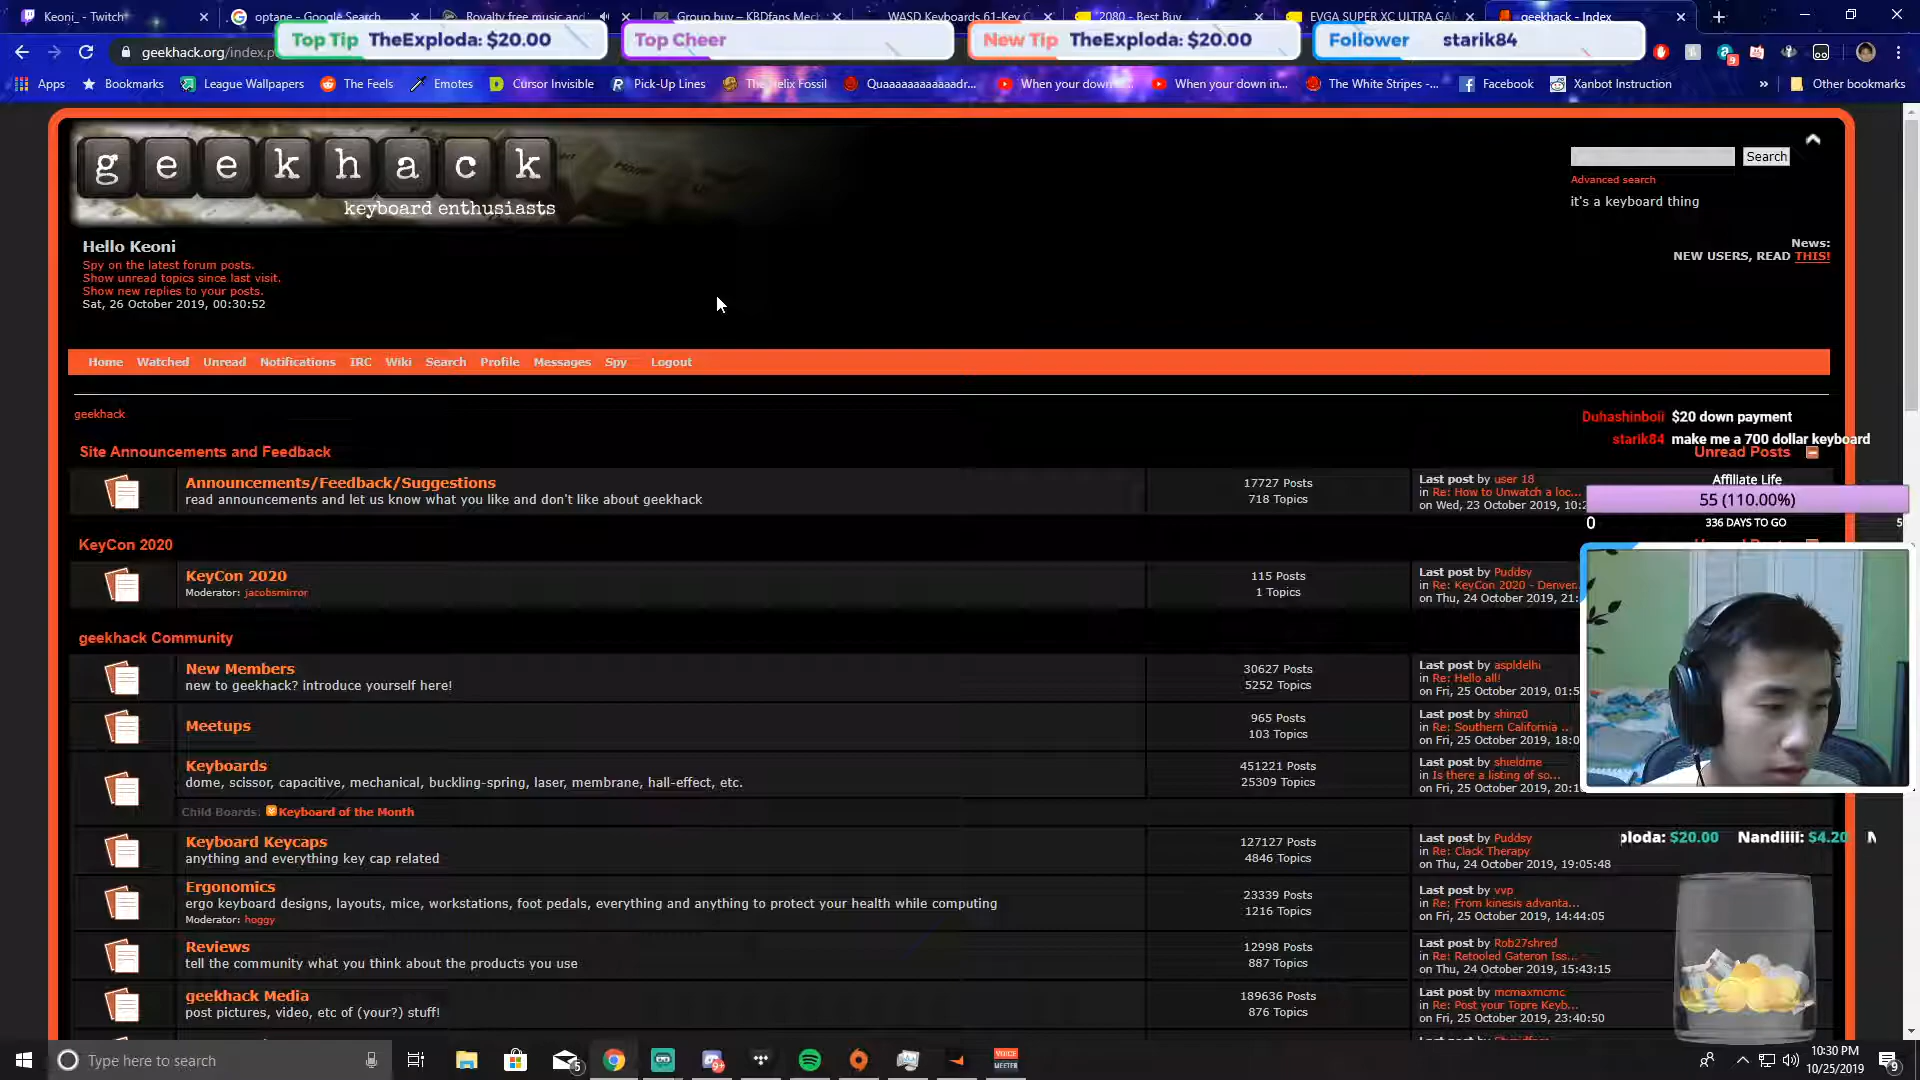 Keoni_ - Twitch
optane - Google Search
Royalty free music and
Group buy – KBDfans Mec
WASD Keyboards 61-Key C
'2080 - Best Buy
EVGA SUPER XC ULTRA GA
geekhack - Index
geekhack.org/index.p
Top Tip TheExploda: $20.00
Top Cheer
New Tip TheExploda: $20.00
Follower starik84
Apps
Bookmarks
League Wallpapers
The Feels
Emotes
Cursor Invisible
Pick-Up Lines
The Helix Fossil
Quaaaaaaaaaaadr...
When your down ...
When your down in...
The White Stripes -...
Facebook
Xanbot Instruction
»
Other bookmarks
geekhack
keyboard enthusiasts
Search
Advanced search
it's a keyboard thing
Hello Keoni
Spy on the latest forum posts.
Show unread topics since last visit.
Show new replies to your posts.
Sat, 26 October 2019, 00:30:52
News:
NEW USERS, READ THIS!
Home Watched Unread Notifications IRC Wiki Search Profile Messages Spy Logout
geekhack
Duhashinboii $20 down payment
starik84 make me a 700 dollar keyboard
Site Announcements and Feedback
Unread Posts
Announcements/Feedback/Suggestions
read announcements and let us know what you like and don't like about geekhack
17727 Posts
718 Topics
Last post by user 18
in Re: How to Unwatch a loc...
on Wed, 23 October 2019, 10:2
Affiliate Life
55 (110.00%)
0
336 DAYS TO GO
5
KeyCon 2020
KeyCon 2020
Moderator: jacobsmirror
115 Posts
1 Topics
Last post by Puddsy
in Re: KeyCon 2020 - Denver...
on Thu, 24 October 2019, 21:
geekhack Community
New Members
new to geekhack? introduce yourself here!
30627 Posts
5252 Topics
Last post by aspldelhi
in Re: Hello all!
on Fri, 25 October 2019, 01:5
Meetups
965 Posts
103 Topics
Last post by shinz0
in Re: Southern California ..
on Fri, 25 October 2019, 18:0
Keyboards
dome, scissor, capacitive, mechanical, buckling-spring, laser, membrane, hall-effect, etc.
451221 Posts
25309 Topics
Last post by shieldme
in Is there a listing of so...
on Fri, 25 October 2019, 20:1
Child Boards: Keyboard of the Month
Keyboard Keycaps
anything and everything key cap related
127127 Posts
4846 Topics
Last post by Puddsy
in Re: Clack Therapy
on Thu, 24 October 2019, 19:05:48
ploda: $20.00 Nandiiii: $4.20
Ergonomics
ergo keyboard designs, layouts, mice, workstations, foot pedals, everything and anything to protect your health while computing
Moderator: hoggy
23339 Posts
1216 Topics
Last post by vvp
in Re: From kinesis advanta...
on Fri, 25 October 2019, 14:44:05
Reviews
tell the community what you think about the products you use
12998 Posts
887 Topics
Last post by Rob27shred
in Re: Retooled Gateron Iss...
on Thu, 24 October 2019, 15:43:15
geekhack Media
post pictures, video, etc of (your?) stuff!
189636 Posts
876 Topics
Last post by mcmaxmcmc
in Re: Post your Topre Keyb...
on Fri, 25 October 2019, 23:40:50
Type here to search
5
9+
VOICE
MEETER
10:30 PM
10/25/2019
9